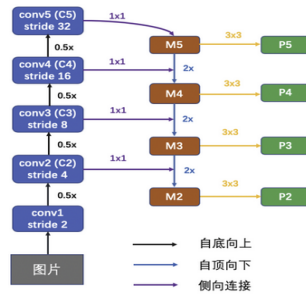 conv5 (C5)
stride 32
1x1
M5
3x3
P5
0.5x
2x
conv4 (C4)
stride 16
1x1
M4
3x3
P4
0.5x
2x
conv3 (C3)
stride 8
1x1
M3
3x3
P3
0.5x
2x
conv2 (C2)
stride 4
1x1
M2
3x3
P2
0.5x
conv1
stride 2
图片
自底向上
自顶向下
侧向连接